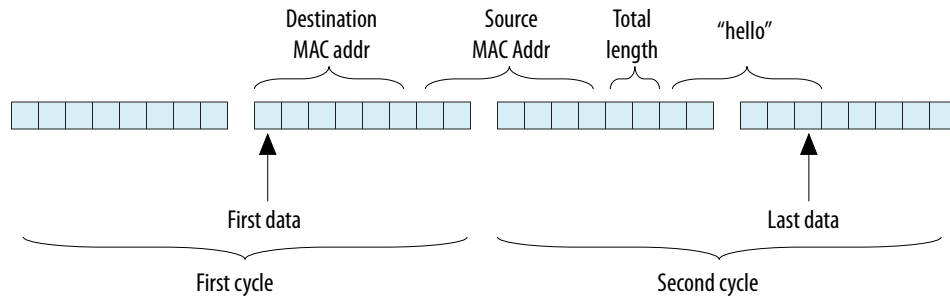 Destination
MAC addr
Source
MAC Addr
Total
length
“hello”
First data
Last data
First cycle
Second cycle